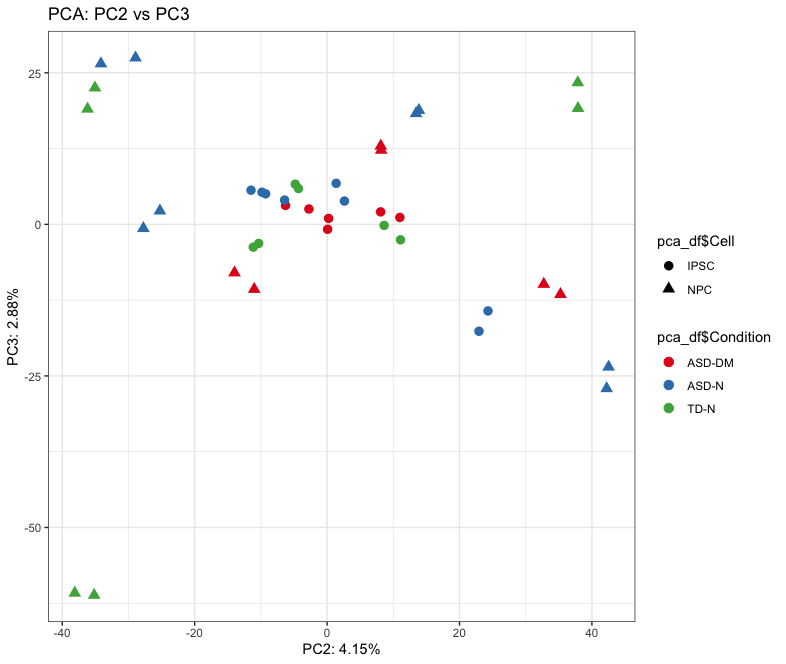 PCA: PC2 vs PC3
25
0
-25
-50
PC3: 2.88%
-40
-20
0
20
40
PC2: 4.15%
pca_df$Cell
IPSC
NPC
pca_df$Condition
ASD-DM
ASD-N
TD-N